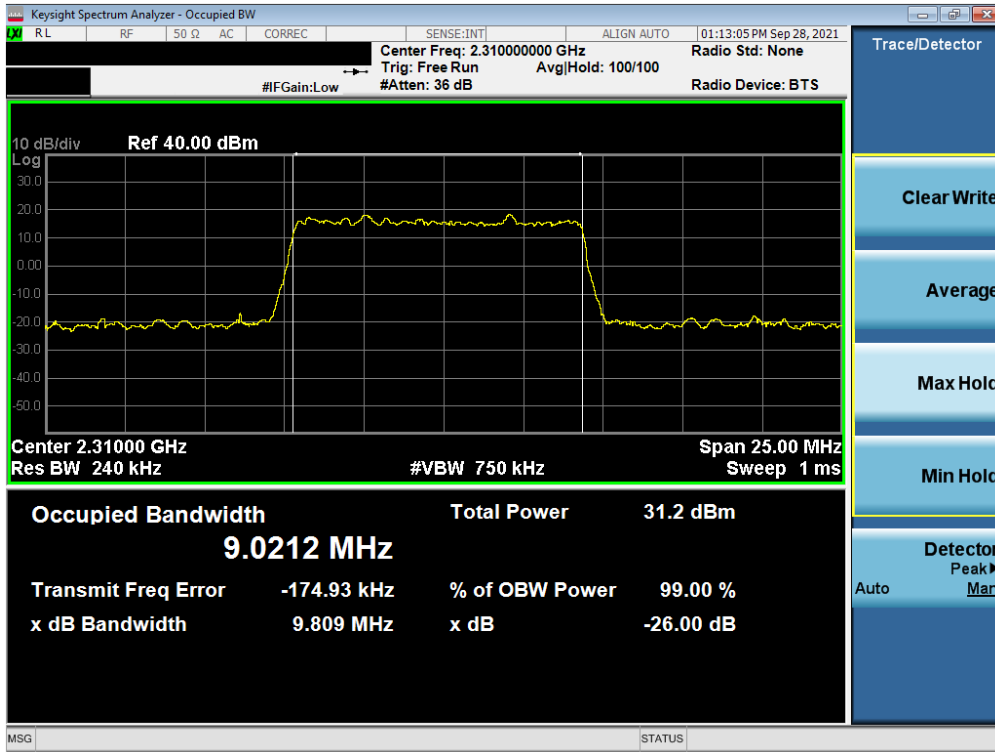 Keysight Spectrum Analyzer - Occupied BW
LXI RL RF 50 Ω AC CORREC SENSE:INT ALIGN AUTO 01:13:05 PM Sep 28, 2021
Center Freq: 2.310000000 GHz Radio Std: None
Trig: Free Run Avg|Hold: 100/100
#IFGain:Low #Atten: 36 dB Radio Device: BTS
10 dB/div Ref 40.00 dBm
Log
30.0
20.0
10.0
0.00
-10.0
-20.0
-30.0
-40.0
-50.0
Center 2.31000 GHz Span 25.00 MHz
Res BW 240 kHz #VBW 750 kHz Sweep 1 ms
Occupied Bandwidth Total Power 31.2 dBm
9.0212 MHz
Transmit Freq Error -174.93 kHz % of OBW Power 99.00 %
x dB Bandwidth 9.809 MHz x dB -26.00 dB
MSG STATUS
Trace/Detector
Clear Write
Average
Max Hold
Min Hold
Detector
Peak▶
Auto Man